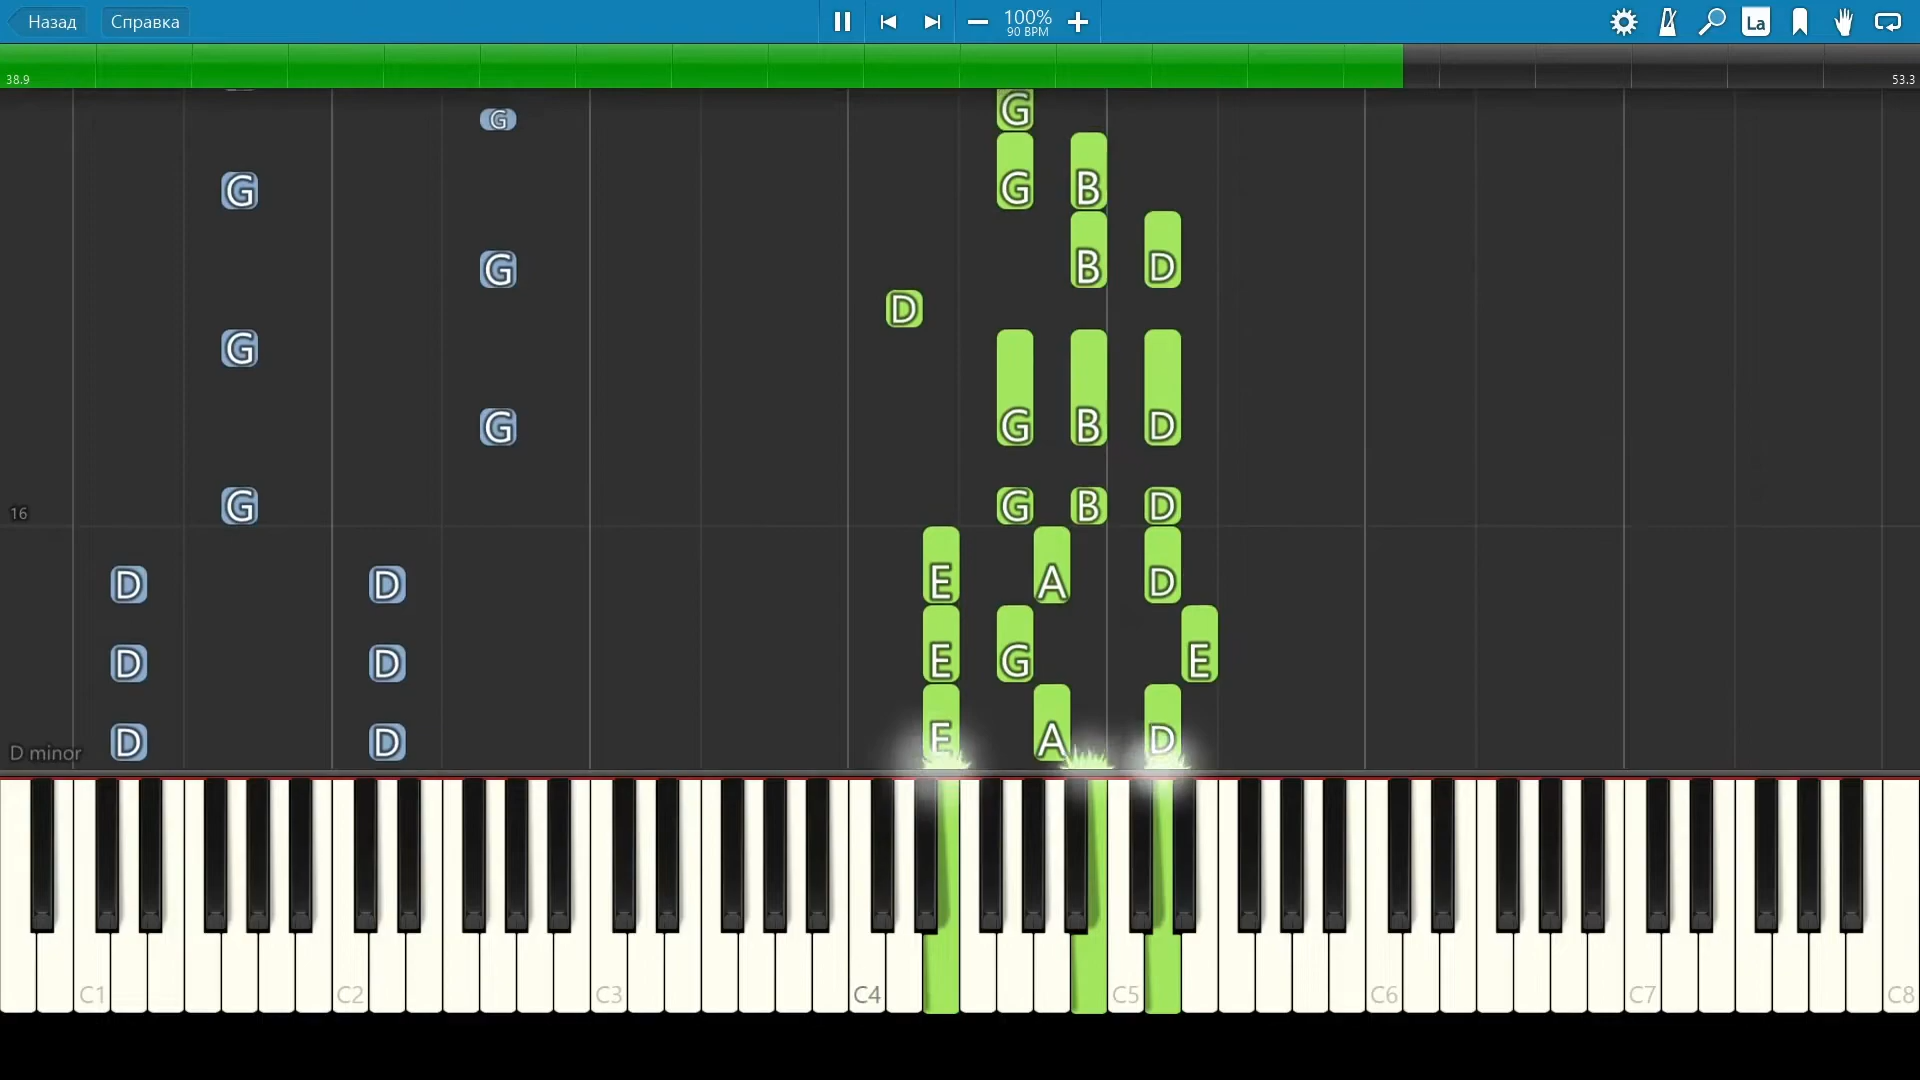 Назад Справка 100% La
90 BPM
38.9 53.3
G G
G G B
G B D
D
G
G G B D
16 G G B D
D D E A D
D D E G E
D minor D D E A D
C1 C2 C3 C4 C5 C6 C7 C8